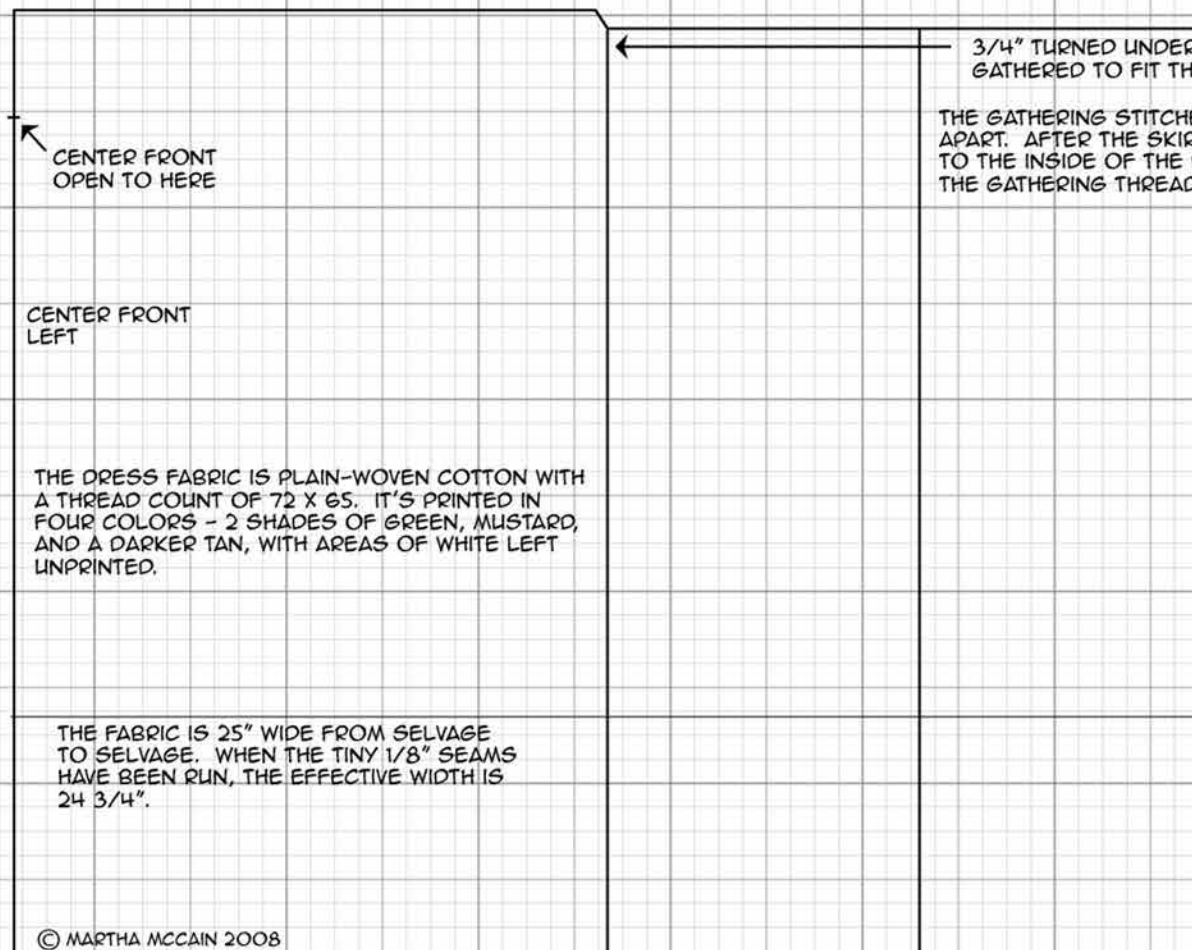 3/4" TURNED UNDER
GATHERED TO FIT
THE GATHERING
APART. AFTER THE
TO THE INSIDE OF THE
THE GATHERING
CENTER FRONT
OPEN TO HERE
CENTER FRONT
LEFT
THE DRESS FABRIC IS PLAIN-WOVEN COTTON WITH
A THREAD COUNT OF 72 X 65. IT'S PRINTED IN
FOUR COLORS - 2 SHADES OF GREEN, MUSTARD,
AND A DARKER TAN, WITH AREAS OF WHITE LEFT
UNPRINTED.
THE FABRIC IS 25" WIDE FROM SELVAGE
TO SELVAGE. WHEN THE TINY 1/8" SEAMS
HAVE BEEN RUN, THE EFFECTIVE WIDTH IS
24 3/4".
© MARTHA MCCAIN 2008